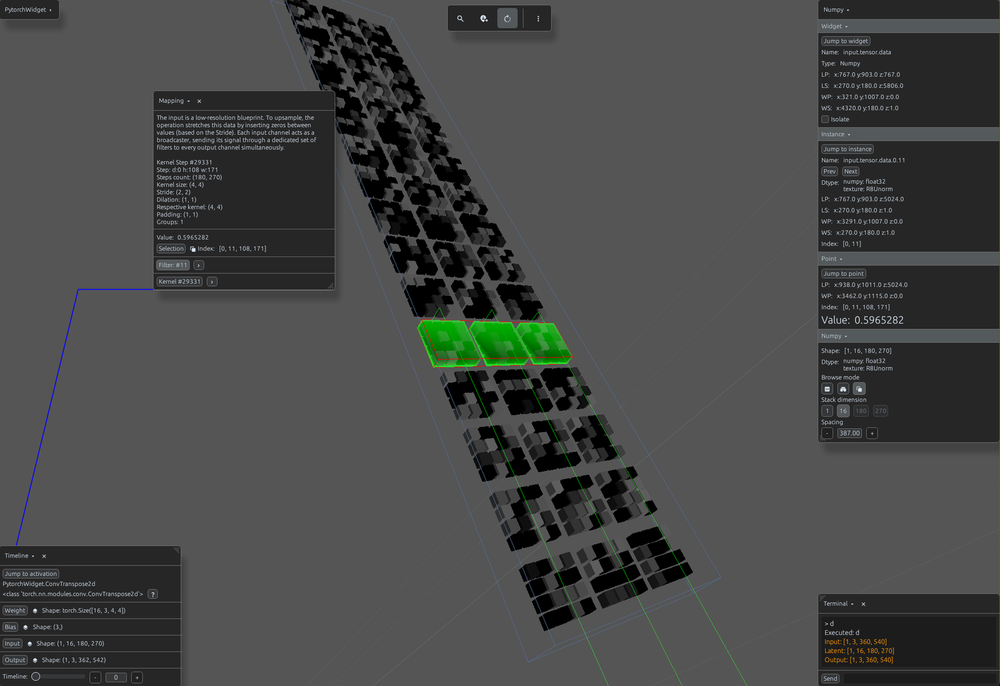 PytorchWidget
Mapping
The input is a low-resolution blueprint. To upsample, the
operation stretches this data by inserting zeros between
values (based on the Stride). Each input channel acts as a
broadcaster, sending its signal through a dedicated set of
filters to every output channel simultaneously.
Kernel Step #29331
Step: d:0 h:108 w:171
Steps count: (180, 270)
Kernel size: (4, 4)
Stride: (2, 2)
Dilation: (1, 1)
Respective kernel: (4, 4)
Padding: (1, 1)
Groups: 1
Value: 0.5965282
Selection Index: [0, 11, 108, 171]
Filter: #11 ›
Kernel #29331 ›
Timeline
Jump to activation
PytorchWidget.ConvTranspose2d
<class 'torch.nn.modules.conv.ConvTranspose2d'> ?
Weight Shape: torch.Size([16, 3, 4, 4])
Bias Shape: (3,)
Input Shape: (1, 16, 180, 270)
Output Shape: (1, 3, 362, 542)
Timeline: - 0 +
Numpy
Widget
Jump to widget
Name: input.tensor.data
Type: Numpy
LP: x:767.0 y:903.0 z:767.0
LS: x:270.0 y:180.0 z:5806.0
WP: x:321.0 y:1007.0 z:0.0
WS: x:4320.0 y:180.0 z:1.0
Isolate
Instance
Jump to instance
Name: input.tensor.data.0.11
Prev Next
Dtype: numpy: float32
texture: R8Unorm
LP: x:767.0 y:903.0 z:5024.0
LS: x:270.0 y:180.0 z:1.0
WP: x:3291.0 y:1007.0 z:0.0
WS: x:270.0 y:180.0 z:1.0
Index: [0, 11]
Point
Jump to point
LP: x:938.0 y:1011.0 z:5024.0
WP: x:3462.0 y:1115.0 z:0.0
Index: [0, 11, 108, 171]
Value: 0.5965282
Numpy
Shape: [1, 16, 180, 270]
Dtype: numpy: float32
texture: R8Unorm
Browse mode
Stack dimension
1 16 180 270
Spacing
- 387.00 +
Terminal
> d
Executed: d
Input: [1, 3, 360, 540]
Latent: [1, 16, 180, 270]
Output: [1, 3, 360, 540]
Send